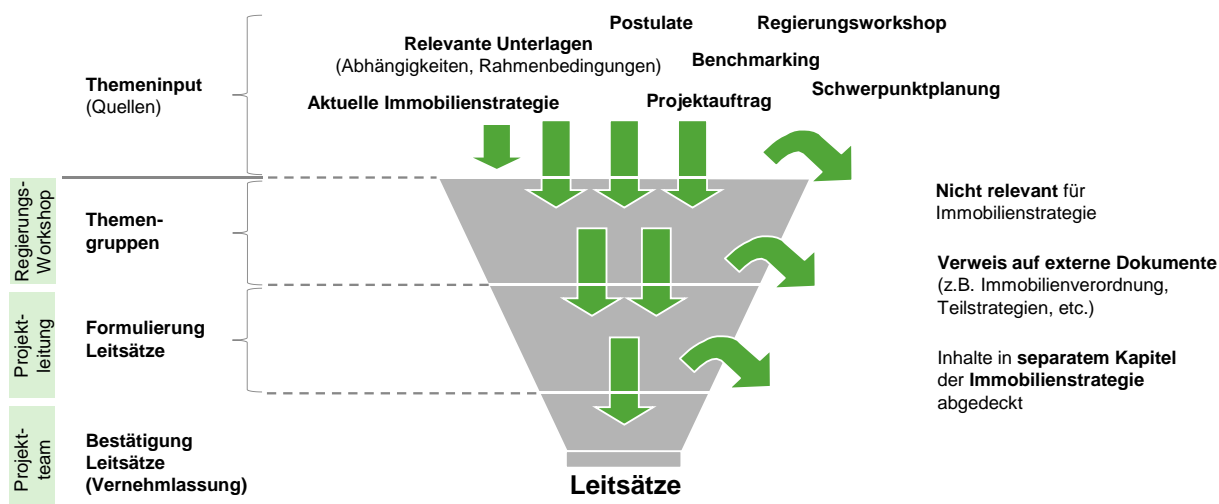 Postulate
Regierungsworkshop
Relevante Unterlagen
(Abhängigkeiten, Rahmenbedingungen)
Benchmarking
Themeninput
(Quellen)
Schwerpunktplanung
Aktuelle Immobilienstrategie
Projektauftrag
Regierungs-
Workshop
Themen-
gruppen
Nicht relevant für
Immobilienstrategie
Verweis auf externe Dokumente
(z.B. Immobilienverordnung,
Teilstrategien, etc.)
Projekt-
leitung
Formulierung
Leitsätze
Inhalte in separatem Kapitel
der Immobilienstrategie
abgedeckt
Projekt-
team
Bestätigung
Leitsätze
(Vernehmlassung)
Leitsätze